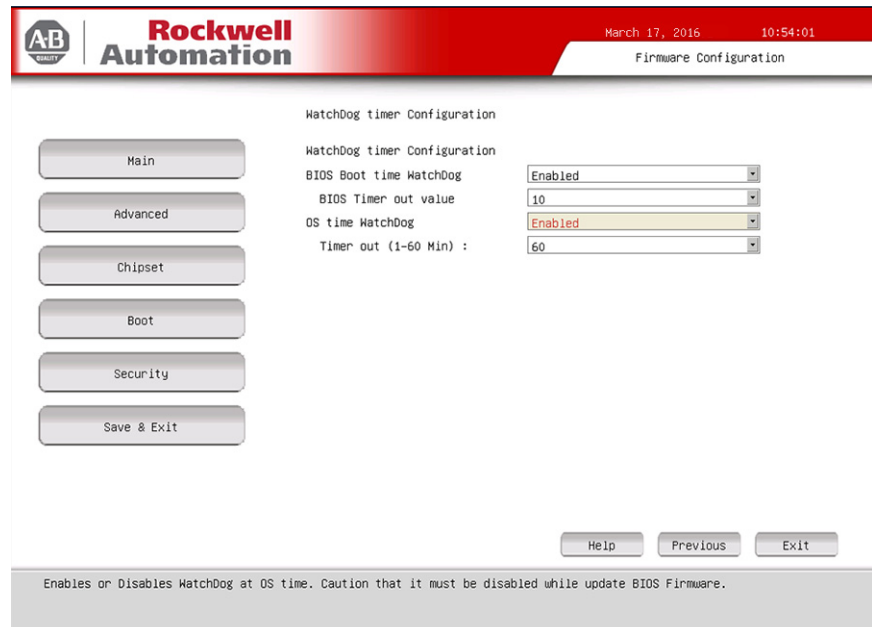 A-B
QUALITY
Rockwell
Automation
March 17, 2016 10:54:01
Firmware Configuration
WatchDog timer Configuration
WatchDog timer Configuration
BIOS Boot time WatchDog Enabled
BIOS Timer out value 10
OS time WatchDog Enabled
Timer out (1-60 Min) : 60
Main
Advanced
Chipset
Boot
Security
Save & Exit
Help Previous Exit
Enables or Disables WatchDog at OS time. Caution that it must be disabled while update BIOS Firmware.